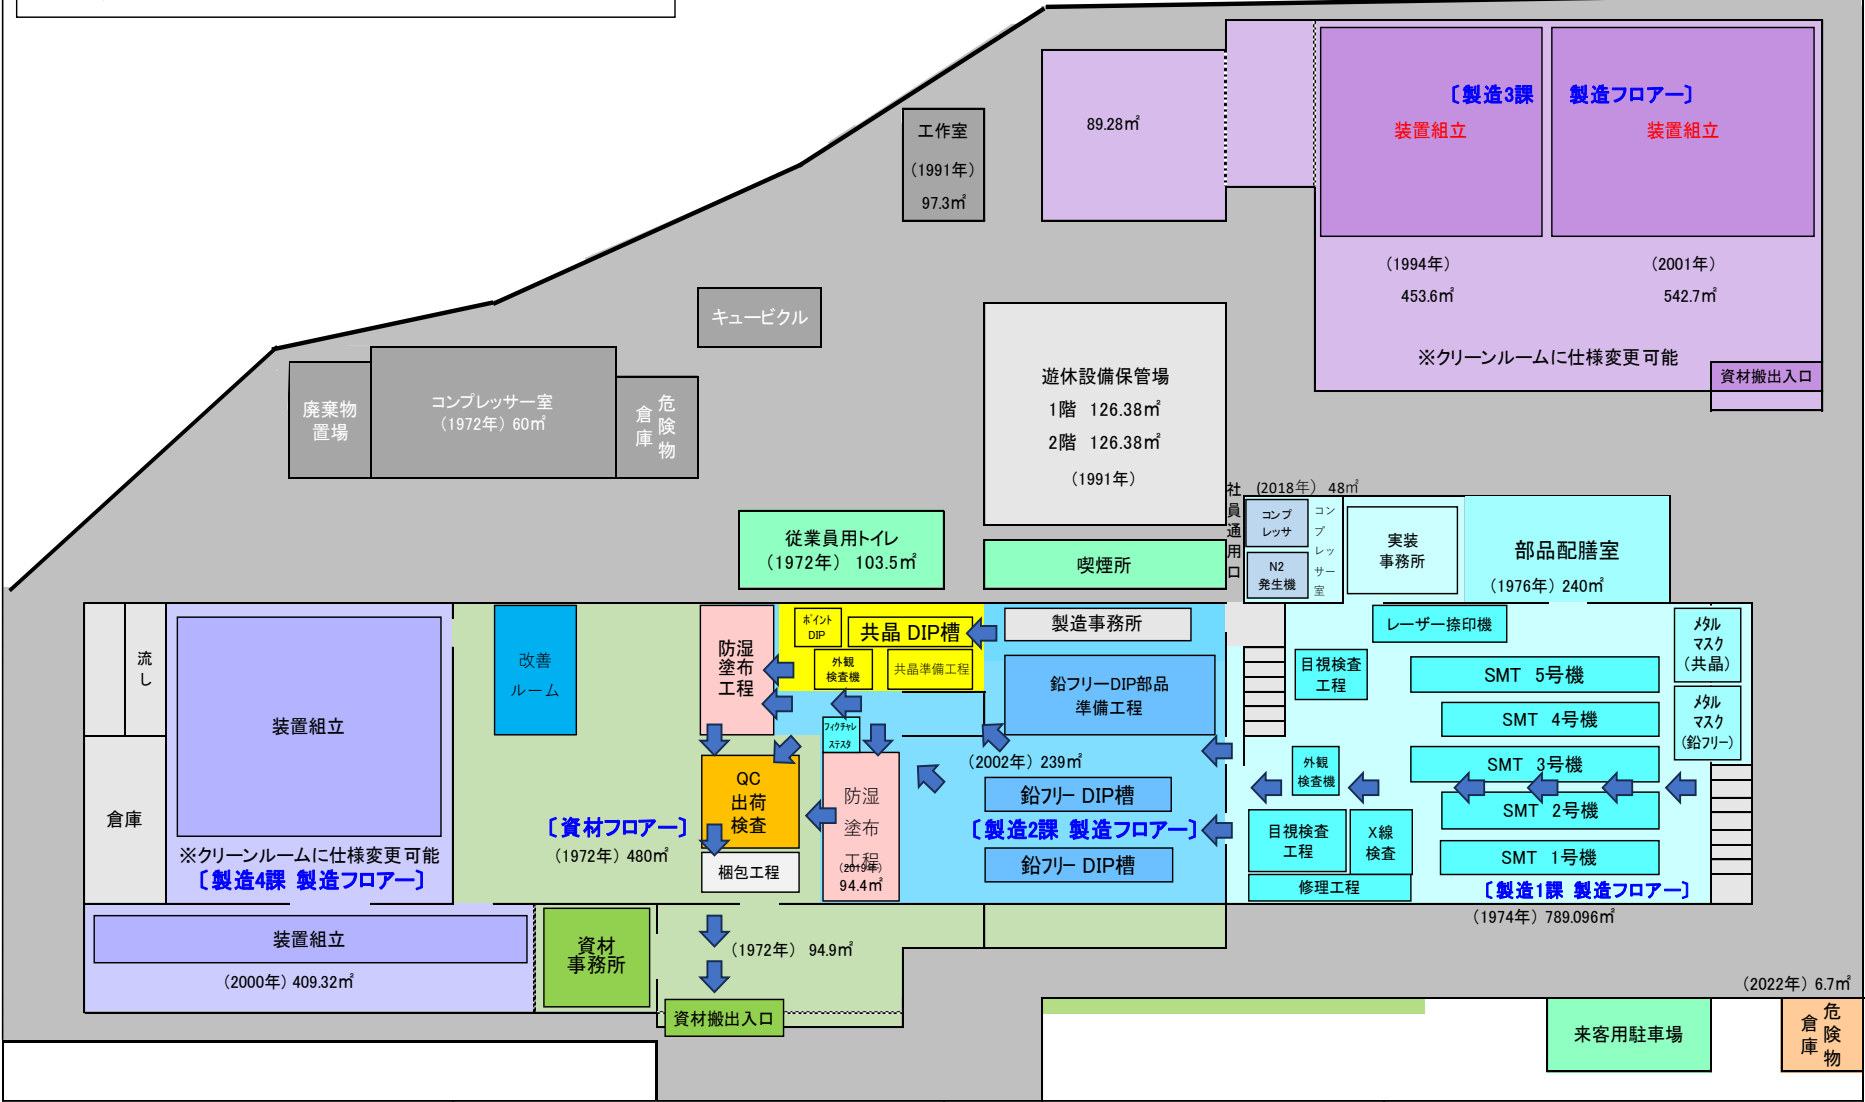 〔製造3課
製造フロアー〕
装置組立
装置組立
(1994年)
453.6㎡
(2001年)
542.7㎡
※クリーンルームに仕様変更可能
資材搬出入口
89.28㎡
工作室
(1991年)
97.3㎡
キュービクル
廃棄物
置場
コンプレッサー室
(1972年) 60㎡
危険物
倉庫
遊休設備保管場
1階 126.38㎡
2階 126.38㎡
(1991年)
従業員用トイレ
(1972年) 103.5㎡
喫煙所
社員通用口
(2018年) 48㎡
コンプ
レッサ
N2
発生機
コンプレッサー室
実装
事務所
部品配膳室
(1976年) 240㎡
流し
倉庫
装置組立
※クリーンルームに仕様変更可能
〔製造4課 製造フロアー〕
装置組立
(2000年) 409.32㎡
改善
ルーム
〔資材フロアー〕
(1972年) 480㎡
資材
事務所
(1972年) 94.9㎡
資材搬出入口
防湿
塗布
工程
QC
出荷
検査
梱包工程
ポイント
DIP
共晶 DIP槽
外観
検査機
共晶準備工程
フィクチャレ
ステスタ
防湿
塗布
工程
(2019年)
94.4㎡
製造事務所
鉛フリーDIP部品
準備工程
(2002年) 239㎡
鉛フリー DIP槽
〔製造2課 製造フロアー〕
鉛フリー DIP槽
レーザー捺印機
目視検査
工程
外観
検査機
目視検査
工程
X線
検査
修理工程
SMT 5号機
SMT 4号機
SMT 3号機
SMT 2号機
SMT 1号機
メタル
マスク
(共晶)
メタル
マスク
(鉛フリー)
〔製造1課 製造フロアー〕
(1974年) 789.096㎡
(2022年) 6.7㎡
来客用駐車場
危険物
倉庫